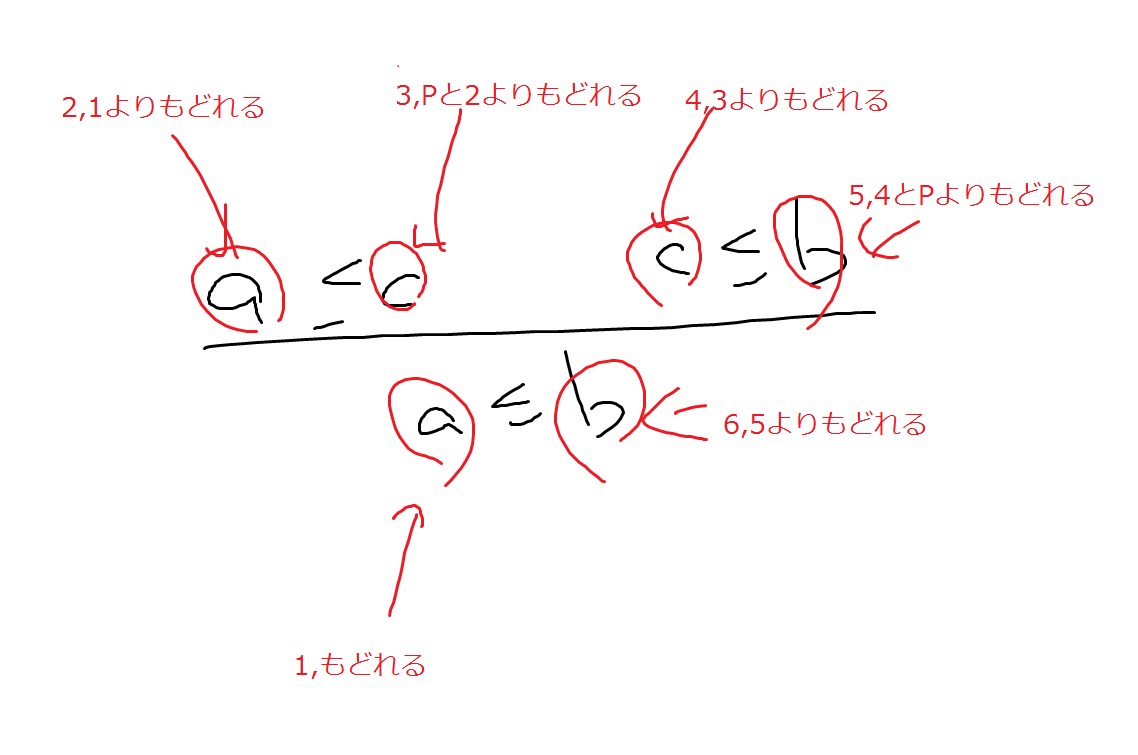 2,1よりもどれる
3,Pと2よりもどれる
4,3よりもどれる
5,4とPよりもどれる
a ≤ c
c ≤ b
a ≤ b
6,5よりもどれる
1,もどれる